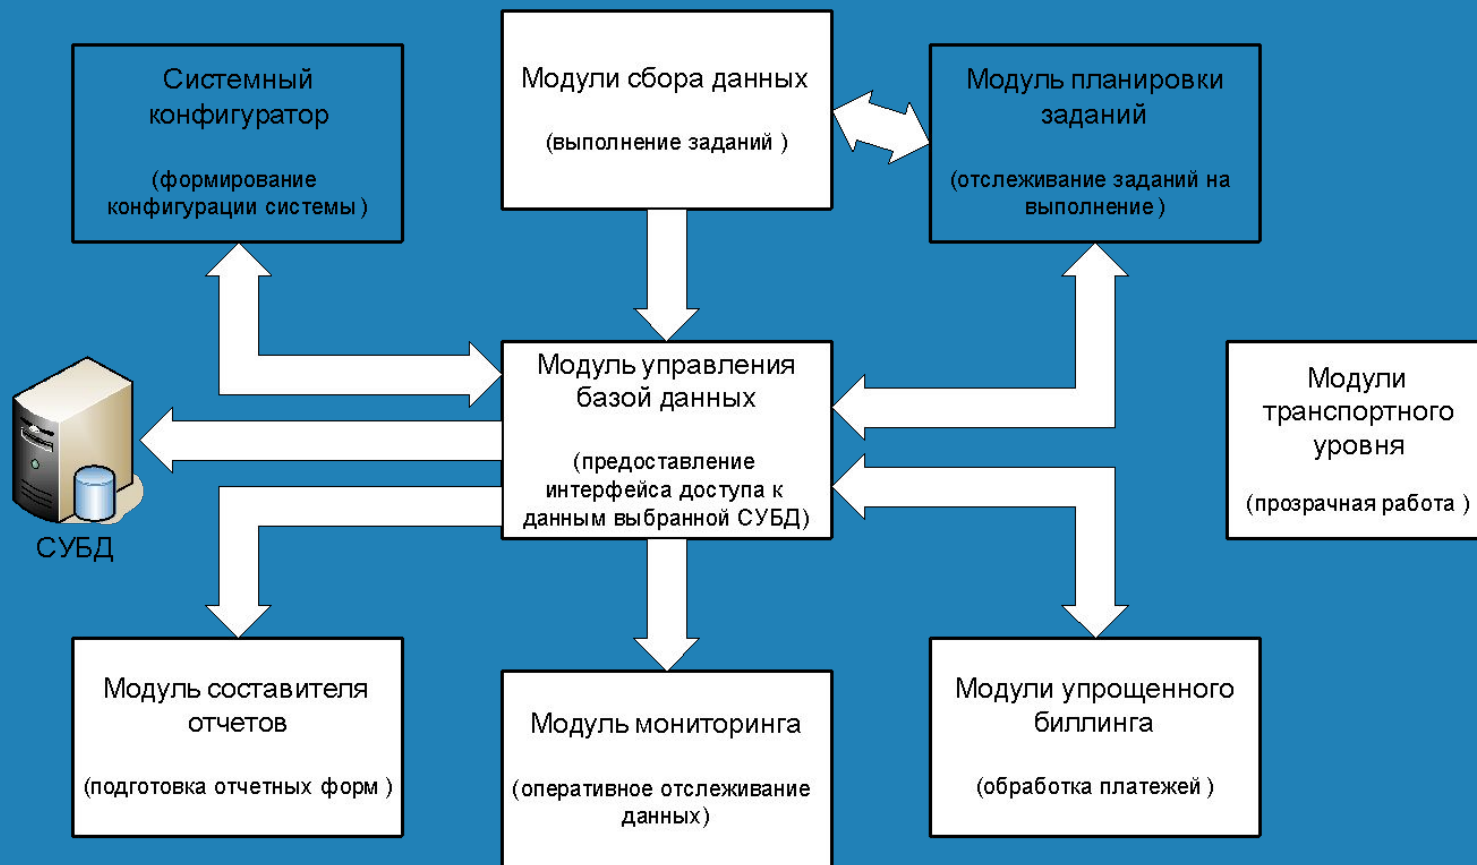 Системный
конфигуратор
(формирование
конфигурации системы )
Модули сбора данных
(выполнение заданий )
Модуль планировки
заданий
(отслеживание заданий на
выполнение )
СУБД
Модуль управления
базой данных
(предоставление
интерфейса доступа к
данным выбранной СУБД)
Модули
транспортного
уровня
(прозрачная работа )
Модуль составителя
отчетов
(подготовка отчетных форм )
Модуль мониторинга
(оперативное отслеживание
данных)
Модули упрощенного
биллинга
(обработка платежей )